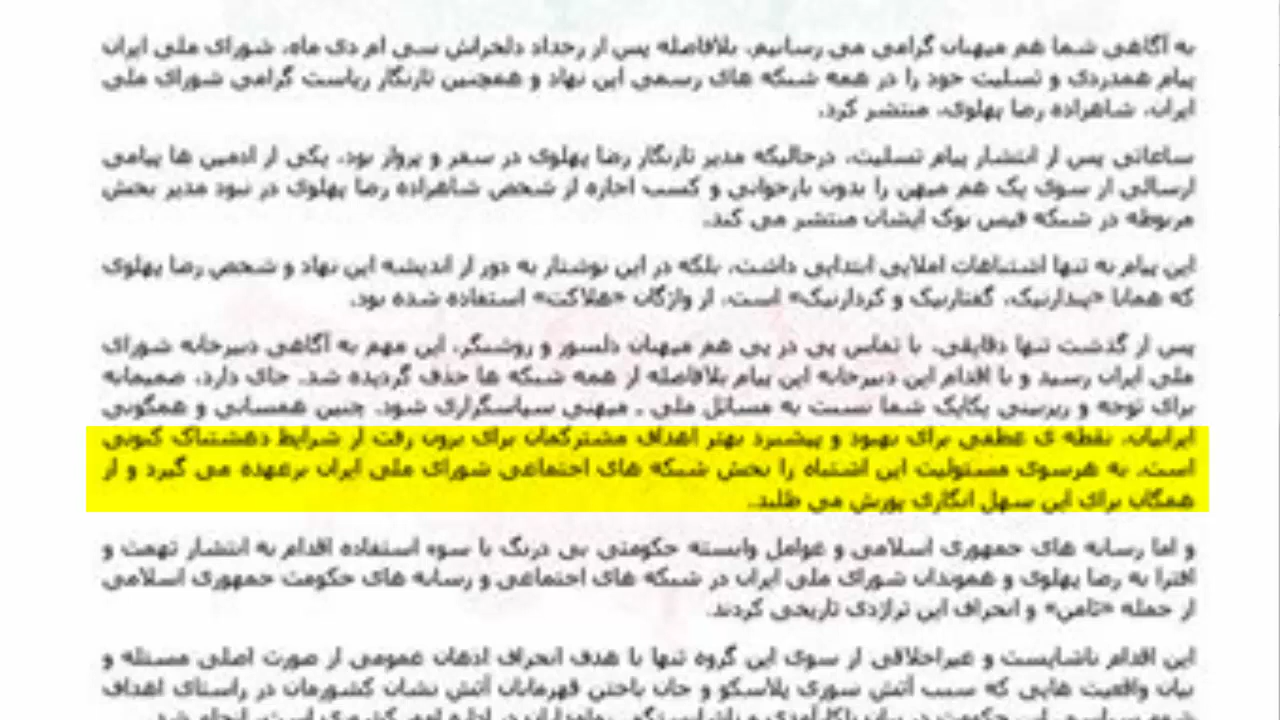 به آگاهی شما هم میهنان گرامی می رسانیم، بلافاصله پس از رخداد دلخراش سی ام دی ماه، شورای ملی ایران
پیام همدردی و تسلیت خود را در همه شبکه های رسمی این نهاد و همچنین تارنگار ریاست گرامی شورای ملی
ایران، شاهزاده رضا پهلوی، منتشر کرد.
ساعاتی پس از انتشار پیام تسلیت، درحالیکه مدیر تارنگار رضا پهلوی در سفر و پرواز بود، یکی از ادمین ها پیامی
ارسالی از سوی یک هم میهن را بدون بازخوانی و کسب اجازه از شخص شاهزاده رضا پهلوی در نبود مدیر بخش
مربوطه در شبکه فیس بوک ایشان منتشر می کند.
این پیام نه تنها اشتباهات املایی ابتدایی داشت، بلکه در این نوشتار به دور از اندیشه این نهاد و شخص رضا پهلوی
که همانا «پندارنیک، گفتارنیک و کردارنیک» است، از واژگان «هلاکت» استفاده شده بود.
پس از گذشت تنها دقایقی، با تماس پی در پی هم میهنان دلسوز و روشنگر، این مهم به آگاهی دبیرخانه شورای
ملی ایران رسید و با اقدام این دبیرخانه این پیام بلافاصله از همه شبکه ها حذف گردیده شد. جای دارد، صمیمانه
برای توجه و ریزبینی یکایک شما نسبت به مسائل ملی ـ میهنی سپاسگزاری شود. چنین همسانی و همگونی
ایرانیان، نقطه ی عطفی برای بهبود و پیشبرد بهتر اهداف مشترکمان برای برون رفت از شرایط دهشتناک کنونی
است. به هرسوی مسئولیت این اشتباه را بخش شبکه های اجتماعی شورای ملی ایران برعهده می گیرد و از
همگان برای این سهل انگاری پوزش می طلبد.
و اما رسانه های جمهوری اسلامی و عوامل وابسته حکومتی بی درنگ با سوء استفاده اقدام به انتشار تهمت و
افترا به رضا پهلوی و هموندان شورای ملی ایران در شبکه های اجتماعی و رسانه های حکومت جمهوری اسلامی
از جمله «ثامن» و انحراف این تراژدی تاریخی کردند.
این اقدام ناشایست و غیراخلاقی از سوی این گروه تنها با هدف انحراف اذهان عمومی از صورت اصلی مسئله و
بیان واقعیت هایی که سبب آتش سوزی پلاسکو و جان باختن قهرمانان آتش نشان کشورمان در راستای اهداف